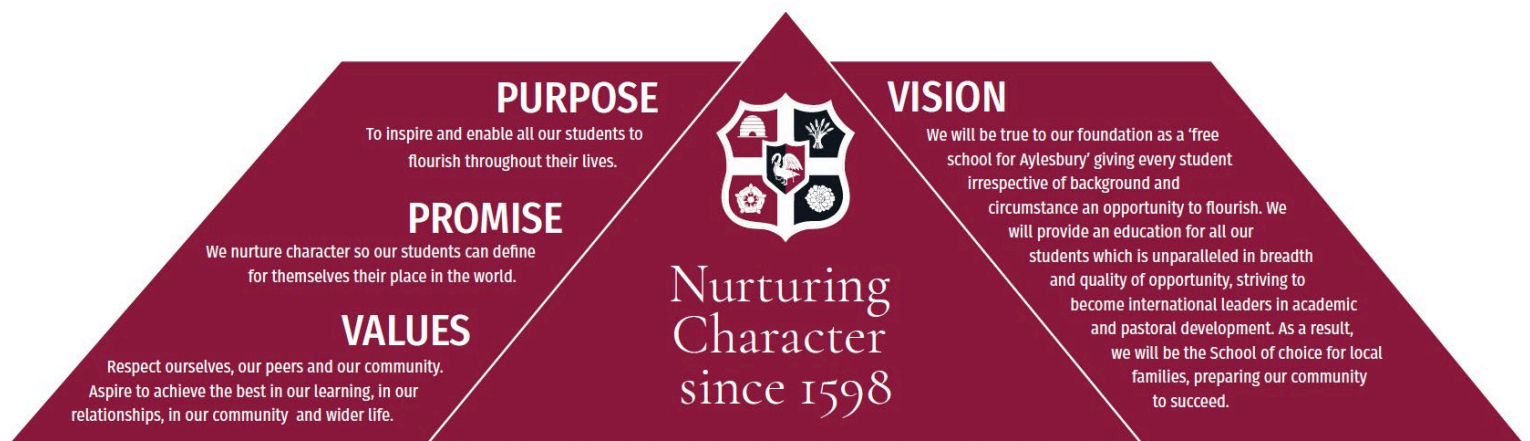 PURPOSE
To inspire and enable all our students to
flourish throughout their lives.
PROMISE
We nurture character so our students can define
for themselves their place in the world.
VALUES
Respect ourselves, our peers and our community.
Aspire to achieve the best in our learning, in our
relationships, in our community and wider life.
Nurturing
Character
since 1598
VISION
We will be true to our foundation as a ‘free
school for Aylesbury’ giving every student
irrespective of background and
circumstance an opportunity to flourish. We
will provide an education for all our
students which is unparalleled in breadth
and quality of opportunity, striving to
become international leaders in academic
and pastoral development. As a result,
we will be the School of choice for local
families, preparing our community
to succeed.